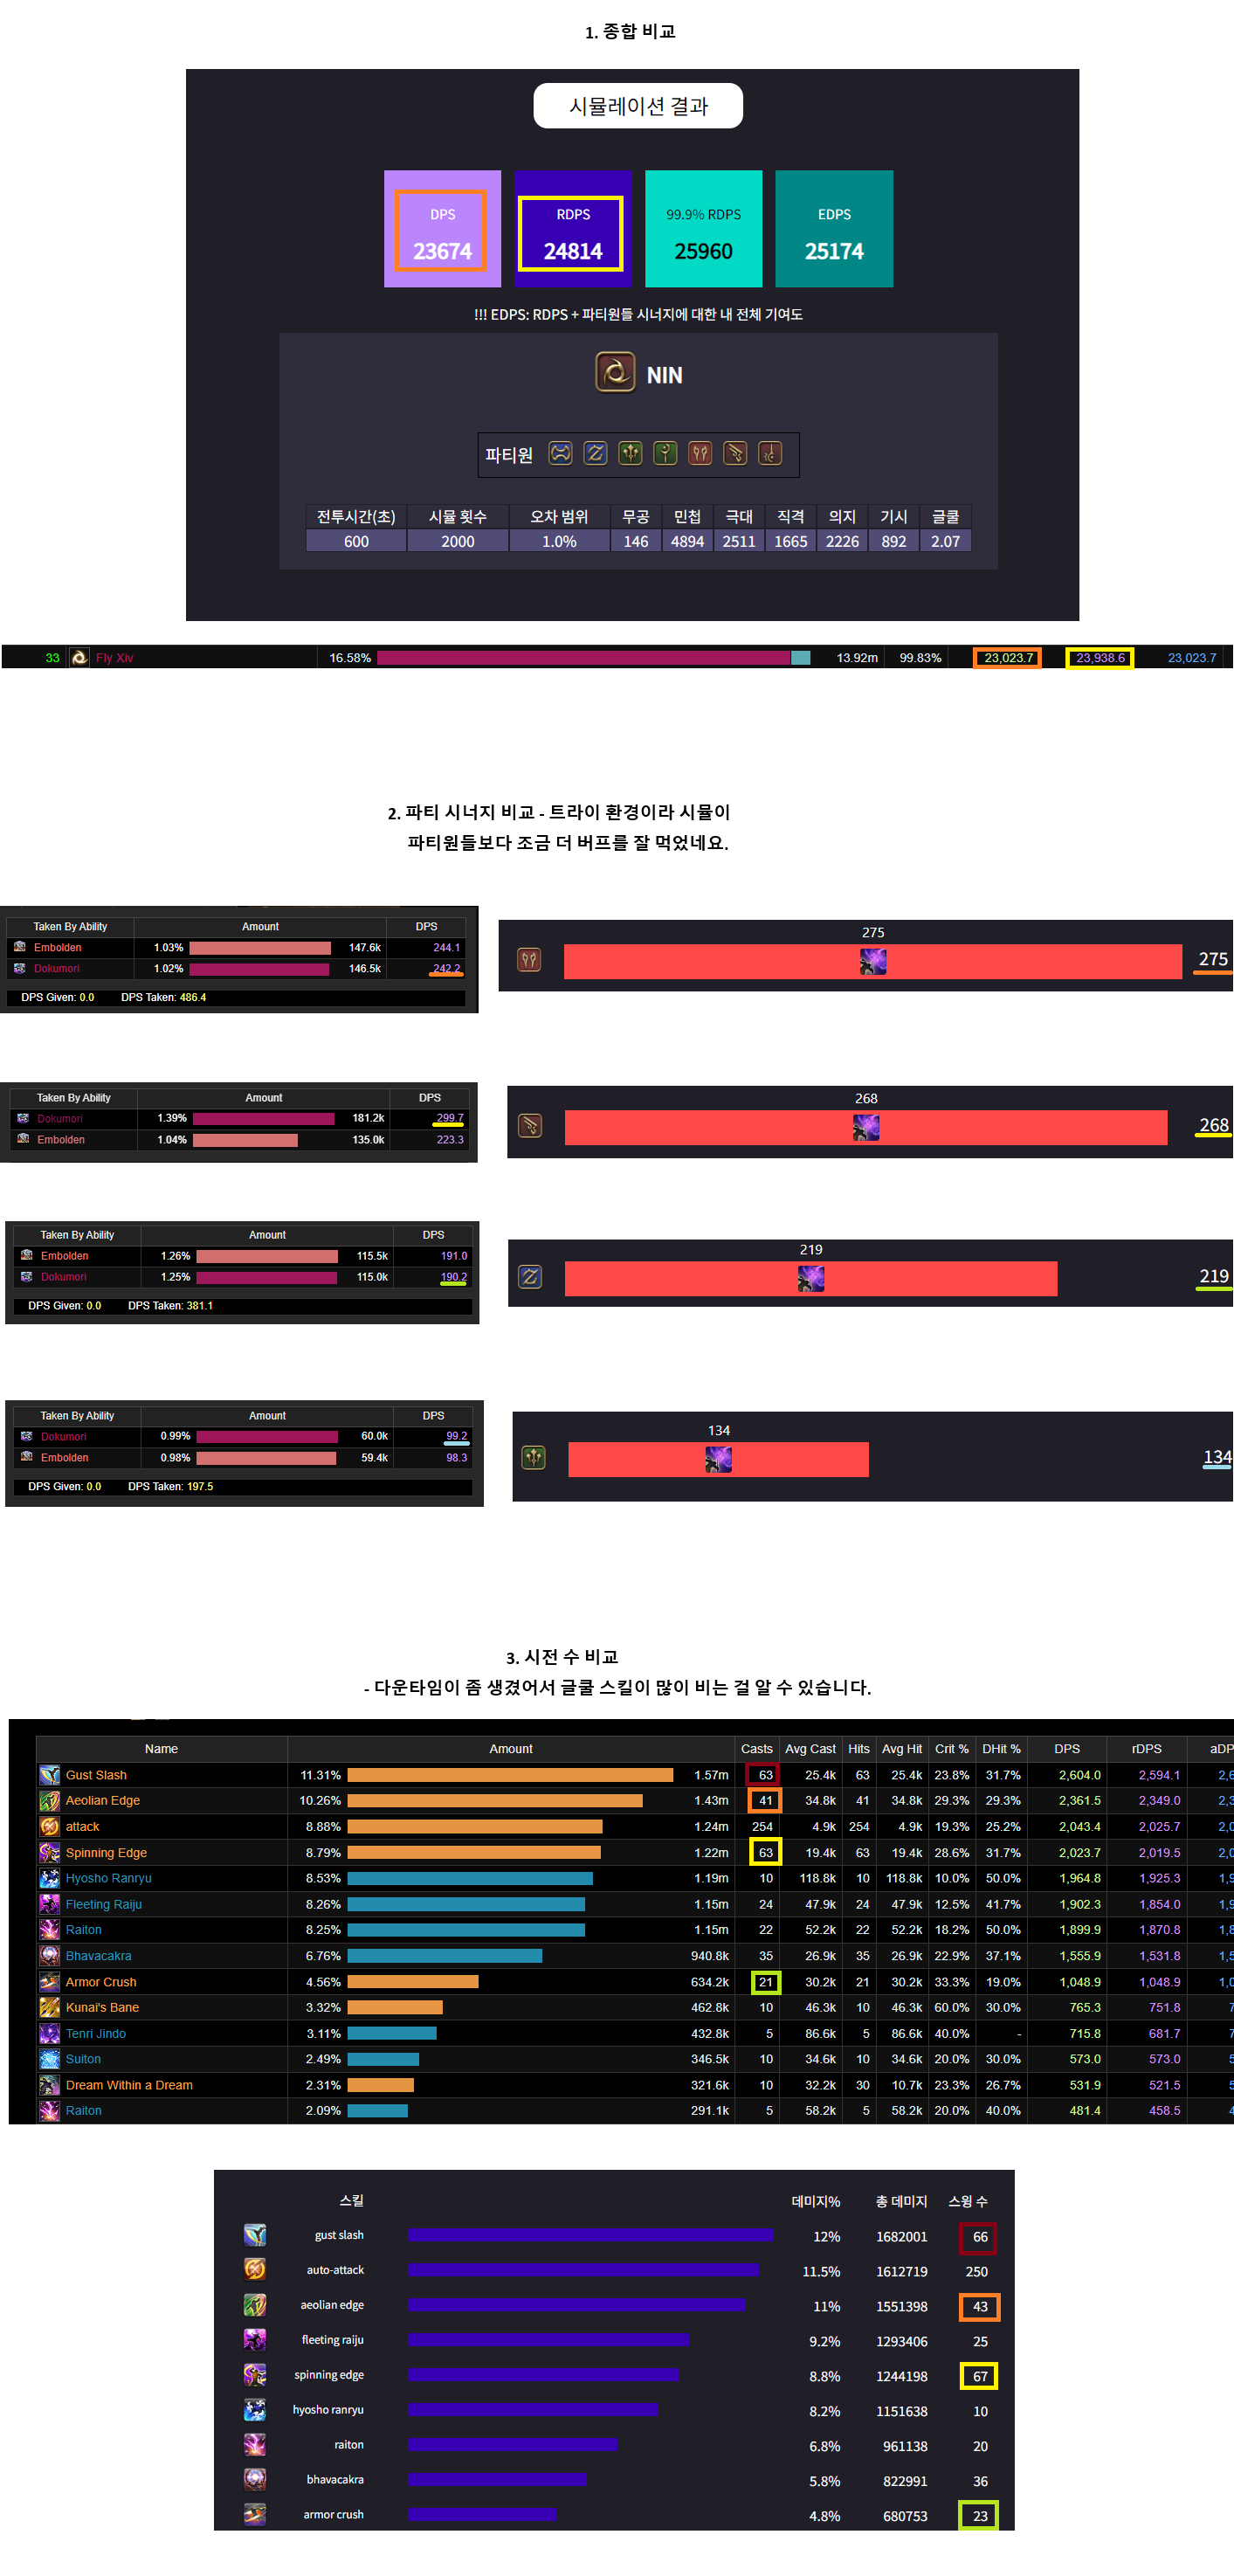 1. 종합 비교
시뮬레이션 결과
DPS RDPS 99.9% RDPS EDPS
23674 24814 25960 25174
!!! EDPS: RDPS + 파티원들 시너지에 대한 내 전체 기여도
NIN
파티원
전투시간(초) 시뮬 횟수 오차 범위 무공 민첩 극대 직격 의지 기시 글쿨
600 2000 1.0% 146 4894 2511 1665 2226 892 2.07
33 Fly Xiv 16.58% 13.92m 99.83% 23,023.7 23,938.6 23,023.7
2. 파티 시너지 비교 - 트라이 환경이라 시뮬이
파티원들보다 조금 더 버프를 잘 먹었네요.
Taken By Ability Amount DPS
Embolden 1.03% 147.6k 244.1
Dokumori 1.02% 146.5k 242.2
DPS Given: 0.0 DPS Taken: 486.4
275
275
Taken By Ability Amount DPS
Dokumori 1.39% 181.2k 299.7
Embolden 1.04% 135.0k 223.3
268
268
Taken By Ability Amount DPS
Embolden 1.26% 115.5k 191.0
Dokumori 1.25% 115.0k 190.2
DPS Given: 0.0 DPS Taken: 381.1
219
219
Taken By Ability Amount DPS
Dokumori 0.99% 60.0k 99.2
Embolden 0.98% 59.4k 98.3
DPS Given: 0.0 DPS Taken: 197.5
134
134
3. 시전 수 비교
- 다운타임이 좀 생겼어서 글쿨 스킬이 많이 비는 걸 알 수 있습니다.
Name Amount Casts Avg Cast Hits Avg Hit Crit % DHit % DPS rDPS aDP
Gust Slash 11.31% 1.57m 63 25.4k 63 25.4k 23.8% 31.7% 2,604.0 2,594.1 2,6
Aeolian Edge 10.26% 1.43m 41 34.8k 41 34.8k 29.3% 29.3% 2,361.5 2,349.0 2,3
attack 8.88% 1.24m 254 4.9k 254 4.9k 19.3% 25.2% 2,043.4 2,025.7 2,0
Spinning Edge 8.79% 1.22m 63 19.4k 63 19.4k 28.6% 31.7% 2,023.7 2,019.5 2,0
Hyosho Ranryu 8.53% 1.19m 10 118.8k 10 118.8k 10.0% 50.0% 1,964.8 1,925.3 1,9
Fleeting Raiju 8.26% 1.15m 24 47.9k 24 47.9k 12.5% 41.7% 1,902.3 1,854.0 1,9
Raiton 8.25% 1.15m 22 52.2k 22 52.2k 18.2% 50.0% 1,899.9 1,870.8 1,8
Bhavacakra 6.76% 940.8k 35 26.9k 35 26.9k 22.9% 37.1% 1,555.9 1,531.8 1,5
Armor Crush 4.56% 634.2k 21 30.2k 21 30.2k 33.3% 19.0% 1,048.9 1,048.9 1,0
Kunai's Bane 3.32% 462.8k 10 46.3k 10 46.3k 60.0% 30.0% 765.3 751.8 7
Tenri Jindo 3.11% 432.8k 5 86.6k 5 86.6k 40.0% - 715.8 681.7 7
Suiton 2.49% 346.5k 10 34.6k 10 34.6k 20.0% 30.0% 573.0 573.0 5
Dream Within a Dream 2.31% 321.6k 10 32.2k 30 10.7k 23.3% 26.7% 531.9 521.5 5
Raiton 2.09% 291.1k 5 58.2k 5 58.2k 20.0% 40.0% 481.4 458.5 4
스킬 데미지% 총 데미지 스윙 수
gust slash 12% 1682001 66
auto-attack 11.5% 1612719 250
aeolian edge 11% 1551398 43
fleeting raiju 9.2% 1293406 25
spinning edge 8.8% 1244198 67
hyosho ranryu 8.2% 1151638 10
raiton 6.8% 961138 20
bhavacakra 5.8% 822991 36
armor crush 4.8% 680753 23